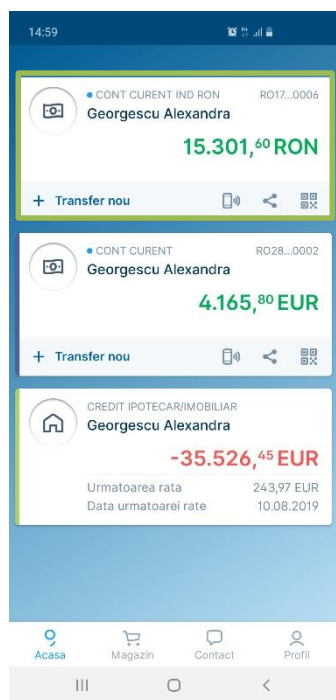 14:59
CONT CURENT IND RON RO17...0006
Georgescu Alexandra
15.301,60 RON
+ Transfer nou
CONT CURENT RO28...0002
Georgescu Alexandra
4.165,80 EUR
+ Transfer nou
CREDIT IPOTECAR/IMOBILIAR
Georgescu Alexandra
-35.526,45 EUR
Urmatoarea rata 243,97 EUR
Data urmatoarei rate 10.08.2019
Acasa Magazin Contact Profil